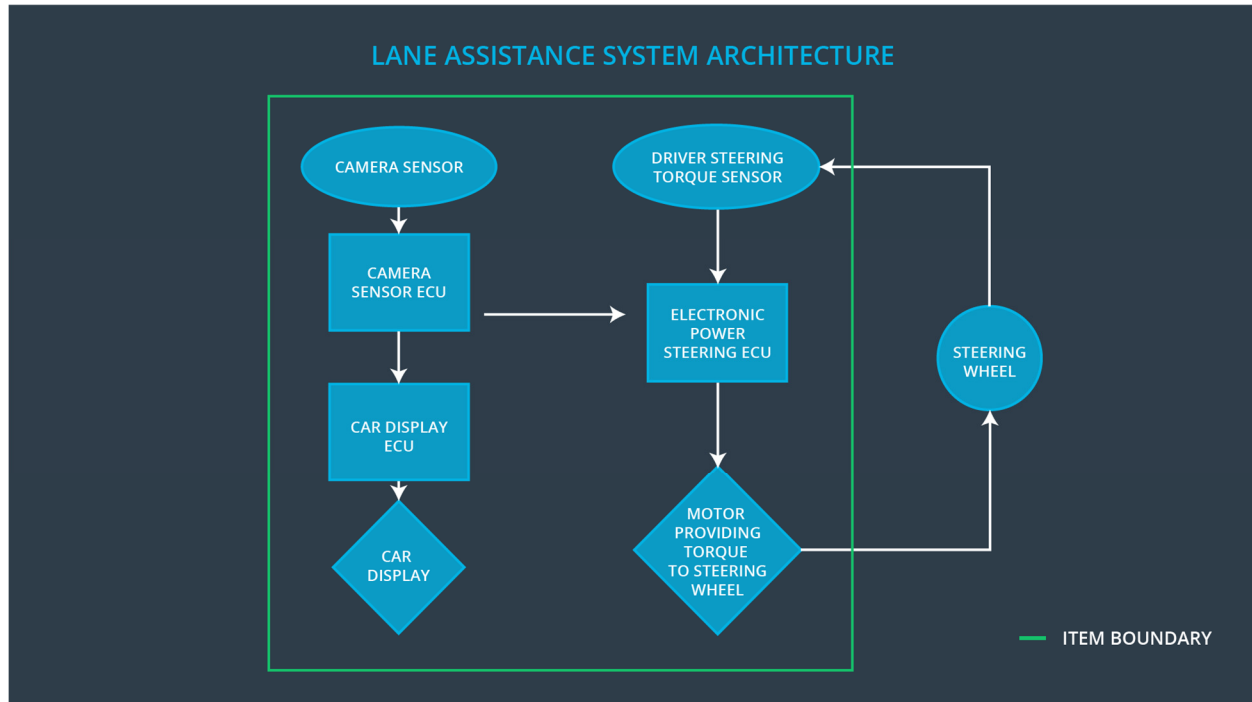 LANE ASSISTANCE SYSTEM ARCHITECTURE
CAMERA SENSOR
DRIVER STEERING
TORQUE SENSOR
CAMERA
SENSOR ECU
ELECTRONIC
POWER
STEERING ECU
STEERING
WHEEL
CAR DISPLAY
ECU
CAR
DISPLAY
MOTOR
PROVIDING
TORQUE
TO STEERING
WHEEL
ITEM BOUNDARY